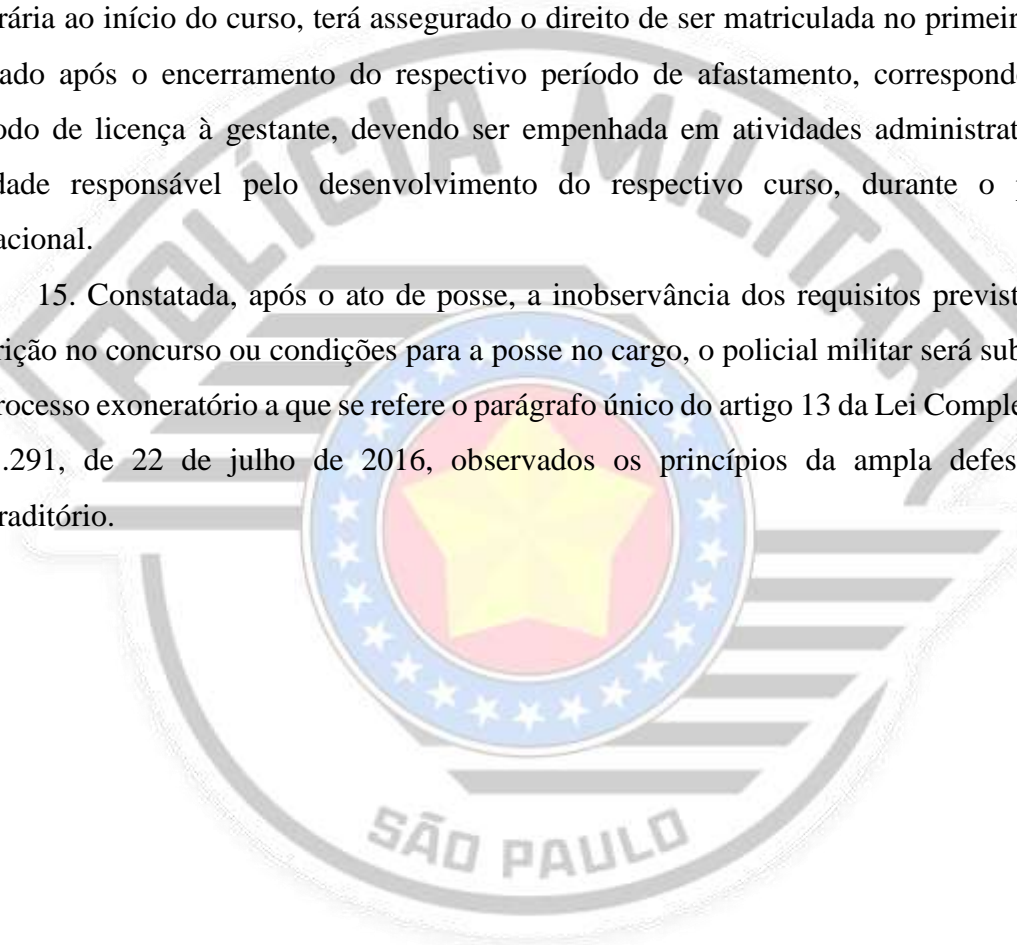 rária ao início do curso, terá assegurado o direito de ser matriculada no primeir
ado após o encerramento do respectivo período de afastamento, correspond
odo de licença à gestante, devendo ser empenhada em atividades administrat
dade responsável pelo desenvolvimento do respectivo curso, durante o
acional.
15. Constatada, após o ato de posse, a inobservância dos requisitos previst
rição no concurso ou condições para a posse no cargo, o policial militar será sub
rocesso exoneratório a que se refere o parágrafo único do artigo 13 da Lei Comple
.291, de 22 de julho de 2016, observados os princípios da ampla defes
raditório.
POLÍCIA MILITAR
SÃO PAULO